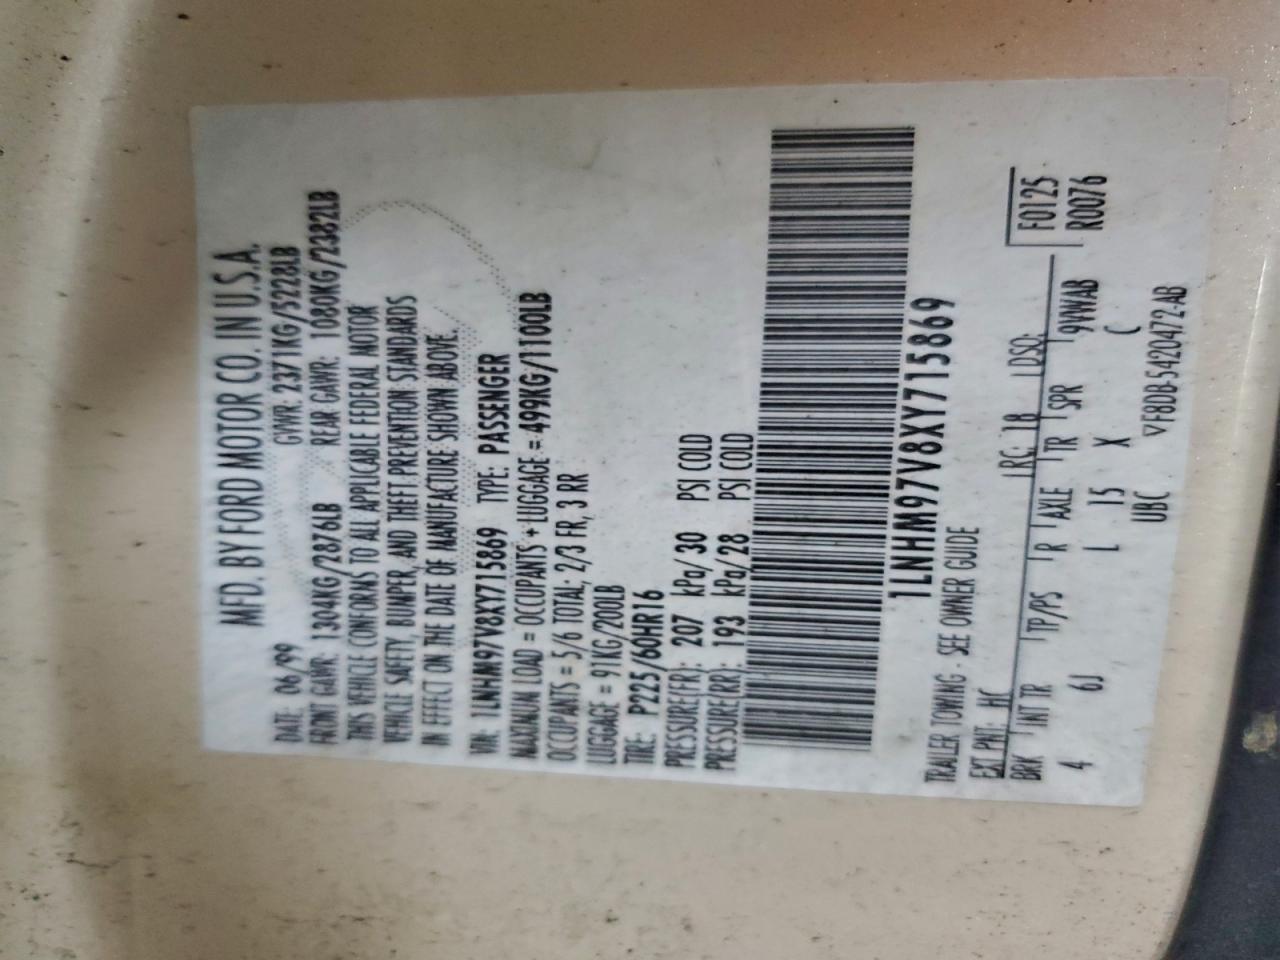 MFD. BY FORD MOTOR CO. IN U.S.A.
DATE: 06/99 GVWR: 2371KG/5228LB
FRONT GAWR: 1304KG/2876LB REAR GAWR: 1080KG/2382LB
THIS VEHICLE CONFORMS TO ALL APPLICABLE FEDERAL MOTOR
VEHICLE SAFETY, BUMPER, AND THEFT PREVENTION STANDARDS
IN EFFECT ON THE DATE OF MANUFACTURE SHOWN ABOVE.
VIN: 1LNHM97V8XY715869 TYPE: PASSENGER
MAXIMUM LOAD = OCCUPANTS + LUGGAGE = 499KG/1100LB
OCCUPANTS = 5/6 TOTAL; 2/3 FR, 3 RR
LUGGAGE = 91KG/200LB
TIRE: P225/60HR16
PRESSURE(FR): 207 kPa/ 30 PSI COLD
PRESSURE(RR): 193 kPa/28 PSI COLD
1LNHM97V8XY715869
TRAILER TOWING - SEE OWNER GUIDE
EXT PNT: HC RC: 18 DSO: F0125
BRK INT TR TP/PS R AXLE TR SPR 9VWAB R0076
4 6J L 15 X C
UBC ▽F8DB-5420472-AB